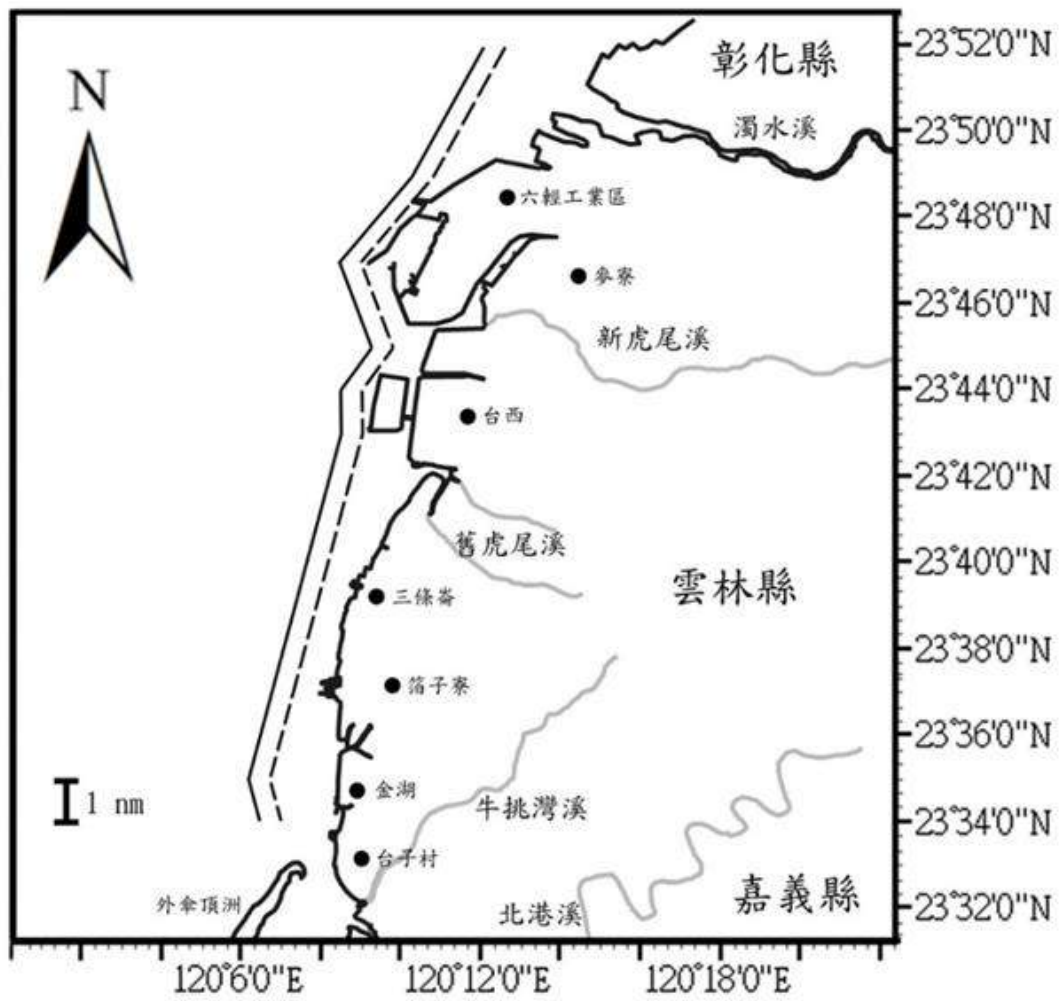 彰化縣
23°52'0"N
N
濁水溪
23°50'0"N
六輕工業區
23°48'0"N
麥寮
23°46'0"N
新虎尾溪
23°44'0"N
台西
23°42'0"N
舊虎尾溪
23°40'0"N
雲林縣
三條崙
23°38'0"N
箔子寮
23°36'0"N
金湖
1 nm
牛挑灣溪
23°34'0"N
台子村
外傘頂洲
北港溪
嘉義縣
23°32'0"N
120°6'0"E
120°12'0"E
120°18'0"E